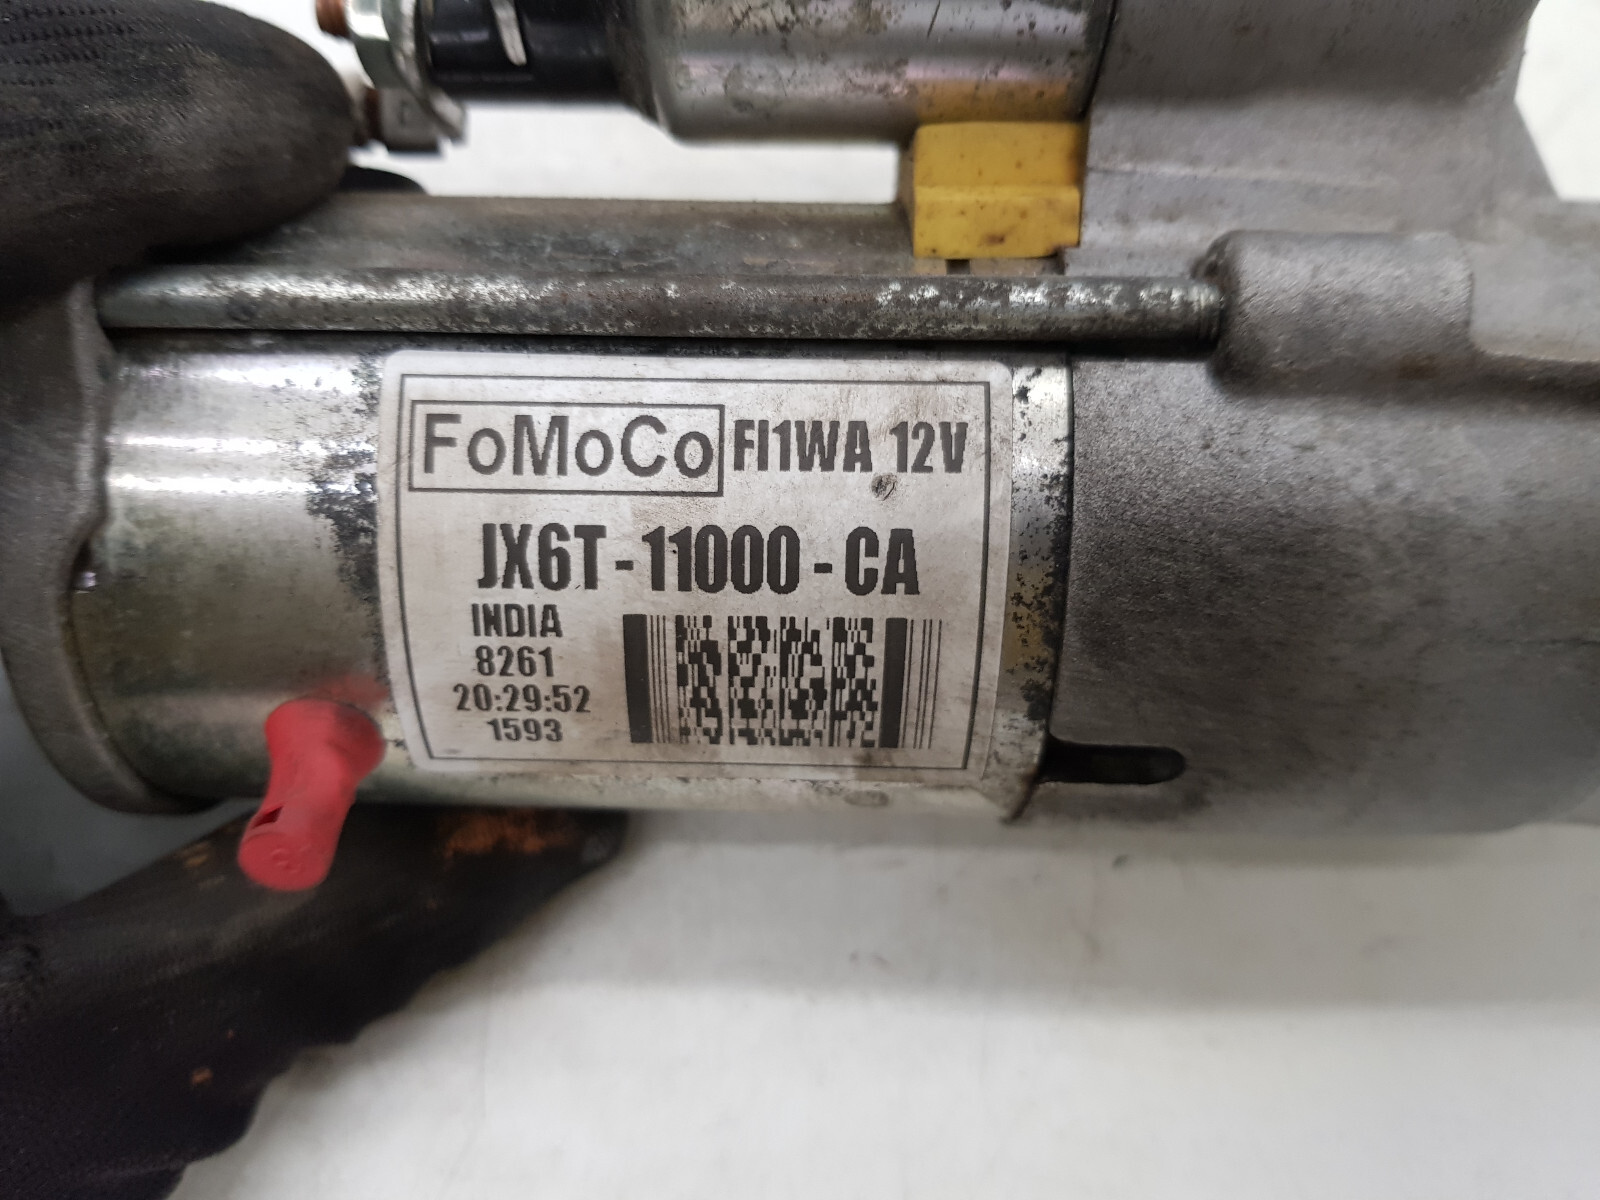 FoMoCo FI1WA 12V
JX6T-11000-CA
INDIA
8261
20:29:52
1593